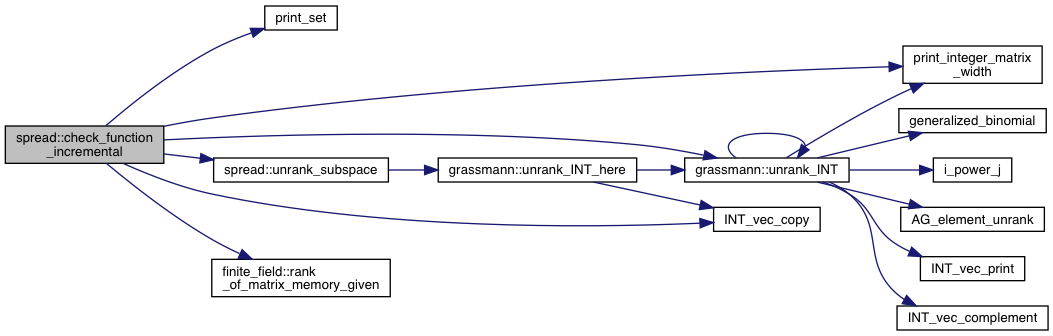 print_set
print_integer_matrix
_width
spread::check_function
_incremental
generalized_binomial
spread::unrank_subspace
grassmann::unrank_INT_here
grassmann::unrank_INT
i_power_j
INT_vec_copy
AG_element_unrank
finite_field::rank
_of_matrix_memory_given
INT_vec_print
INT_vec_complement